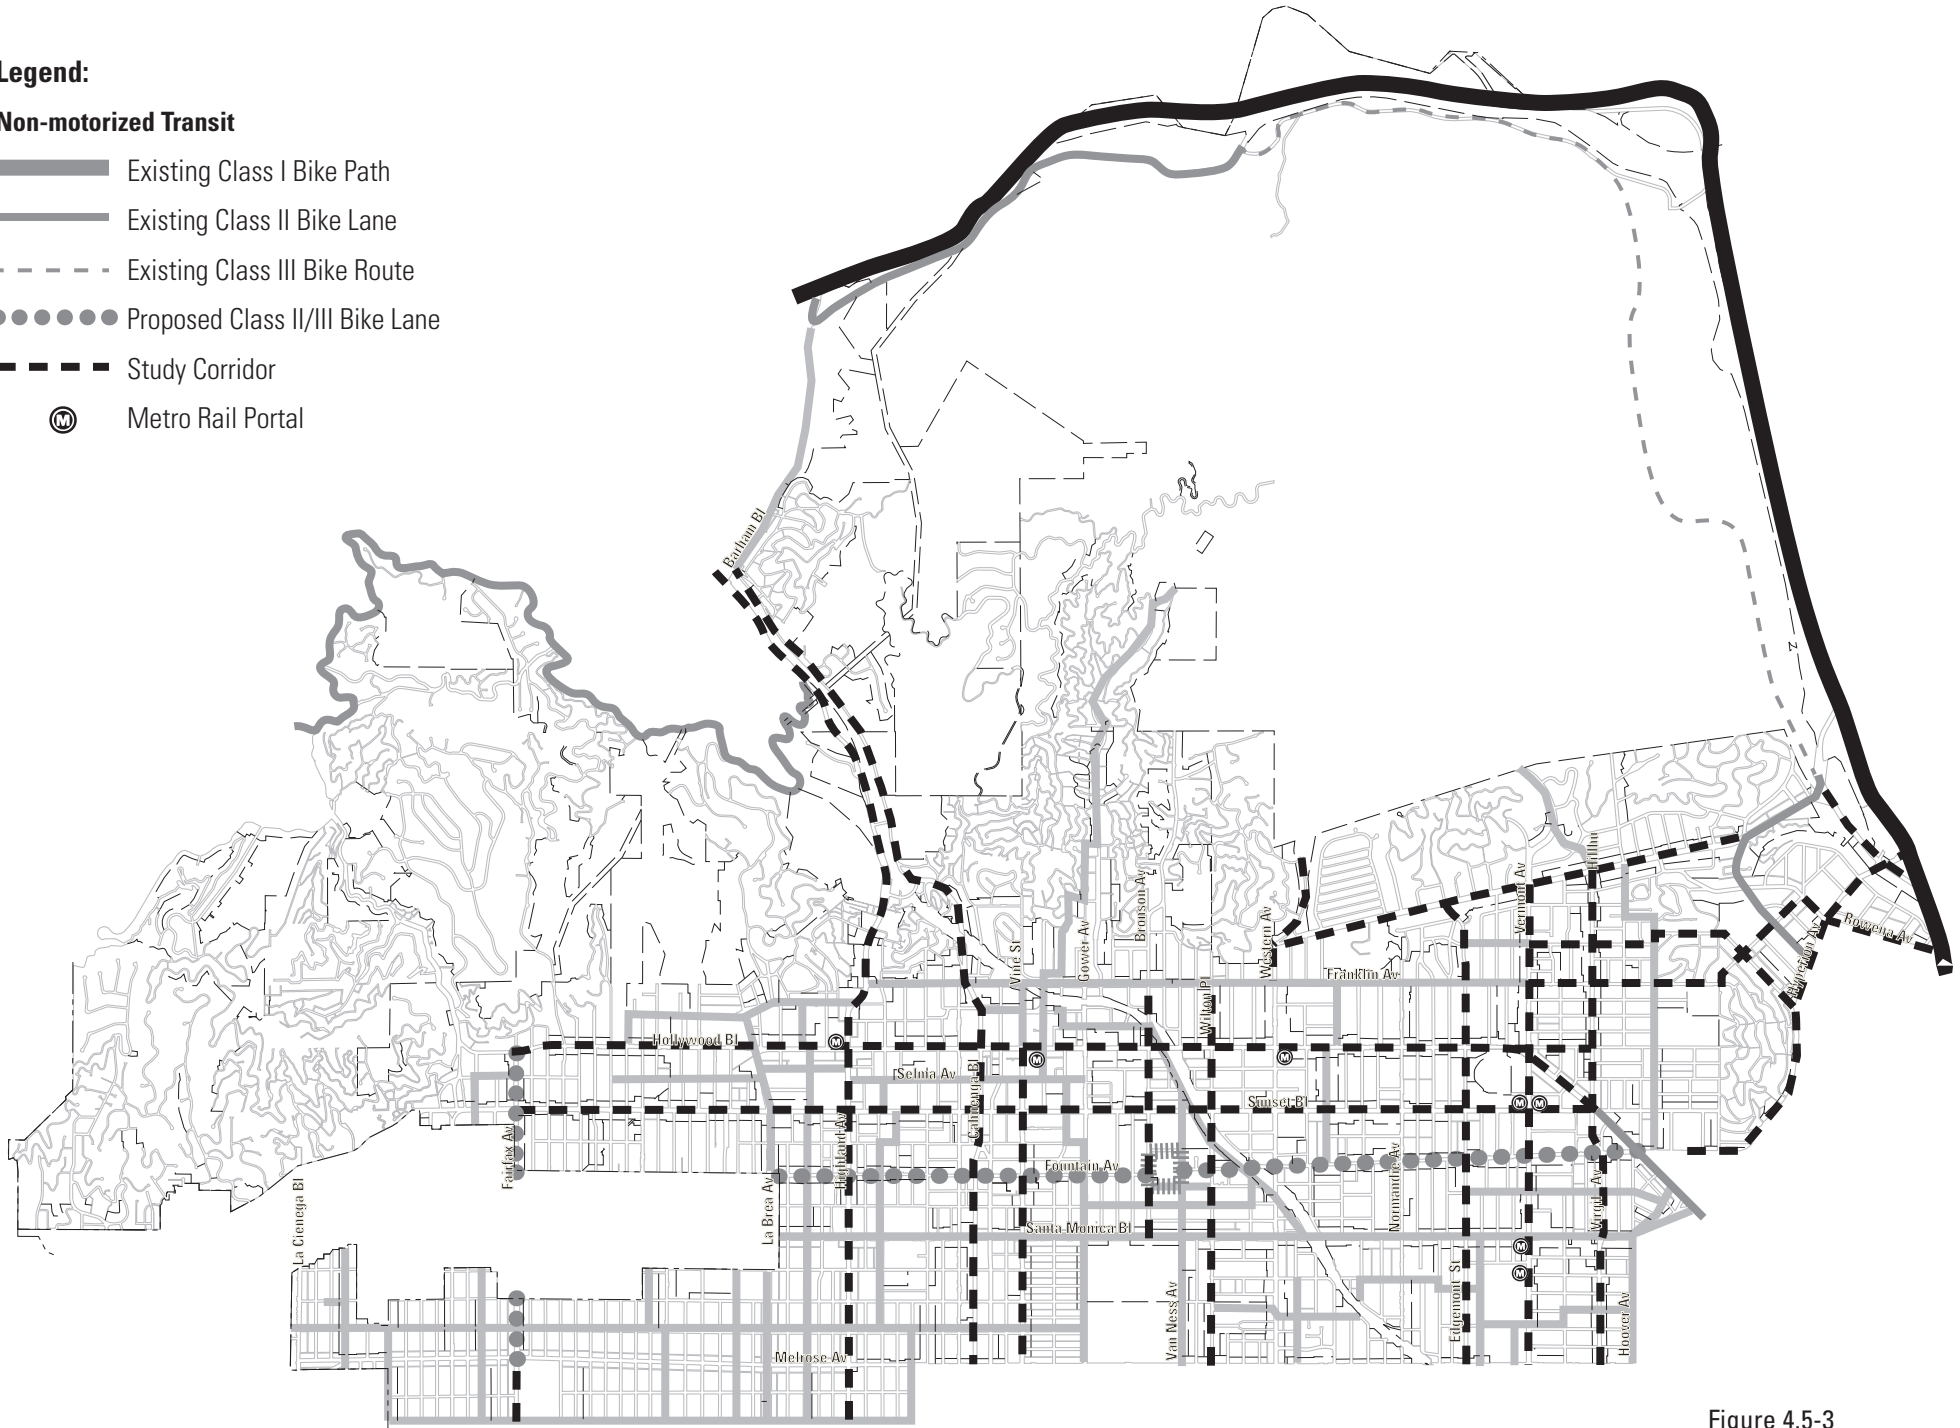 Legend:
Non-motorized Transit
Existing Class I Bike Path
Existing Class II Bike Lane
Existing Class III Bike Route
Proposed Class II/III Bike Lane
Study Corridor
M
Metro Rail Portal
Barham Bl
N
Vine St
Gower Av
Bronson Av
Wilton Pl
Western Av
Vermont Av
Hillhu
Rowena Av
Hyperion Av
Franklin Av
Hollywood Bl
M
M
M
Selma Av
Cahuenga Bl
Sunset Bl
M M
Fairfax Av
Highland Av
Fountain Av
Normandie Av
Virgil Av
La Cienega Bl
La Brea Av
Santa Monica Bl
M
M
Van Ness Av
Edgemont St
Hoover Av
Melrose Av
Figure 4.5-3